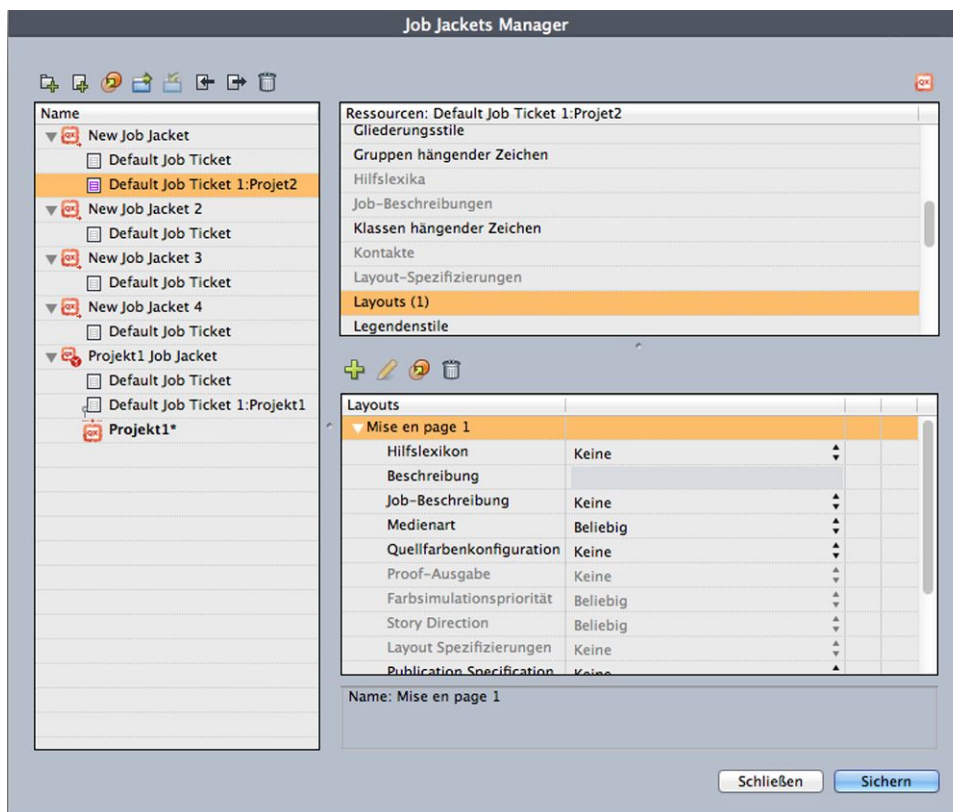 Job Jackets Manager
Name
New Job Jacket
Default Job Ticket
Default Job Ticket 1:Projet2
New Job Jacket 2
Default Job Ticket
New Job Jacket 3
Default Job Ticket
New Job Jacket 4
Default Job Ticket
Projekt1 Job Jacket
Default Job Ticket
Default Job Ticket 1:Projekt1
Projekt1*
Ressourcen: Default Job Ticket 1:Projet2
Gliederungsstile
Gruppen hängender Zeichen
Hilfslexika
Job-Beschreibungen
Klassen hängender Zeichen
Kontakte
Layout-Spezifizierungen
Layouts (1)
Legendenstile
Layouts
Mise en page 1
Hilfslexikon Keine
Beschreibung
Job-Beschreibung Keine
Medienart Beliebig
Quellfarbenkonfiguration Keine
Proof-Ausgabe Keine
Farbsimulationspriorität Beliebig
Story Direction Beliebig
Layout Spezifizierungen Keine
Publication Specification Keine
Name: Mise en page 1
Schließen Sichern